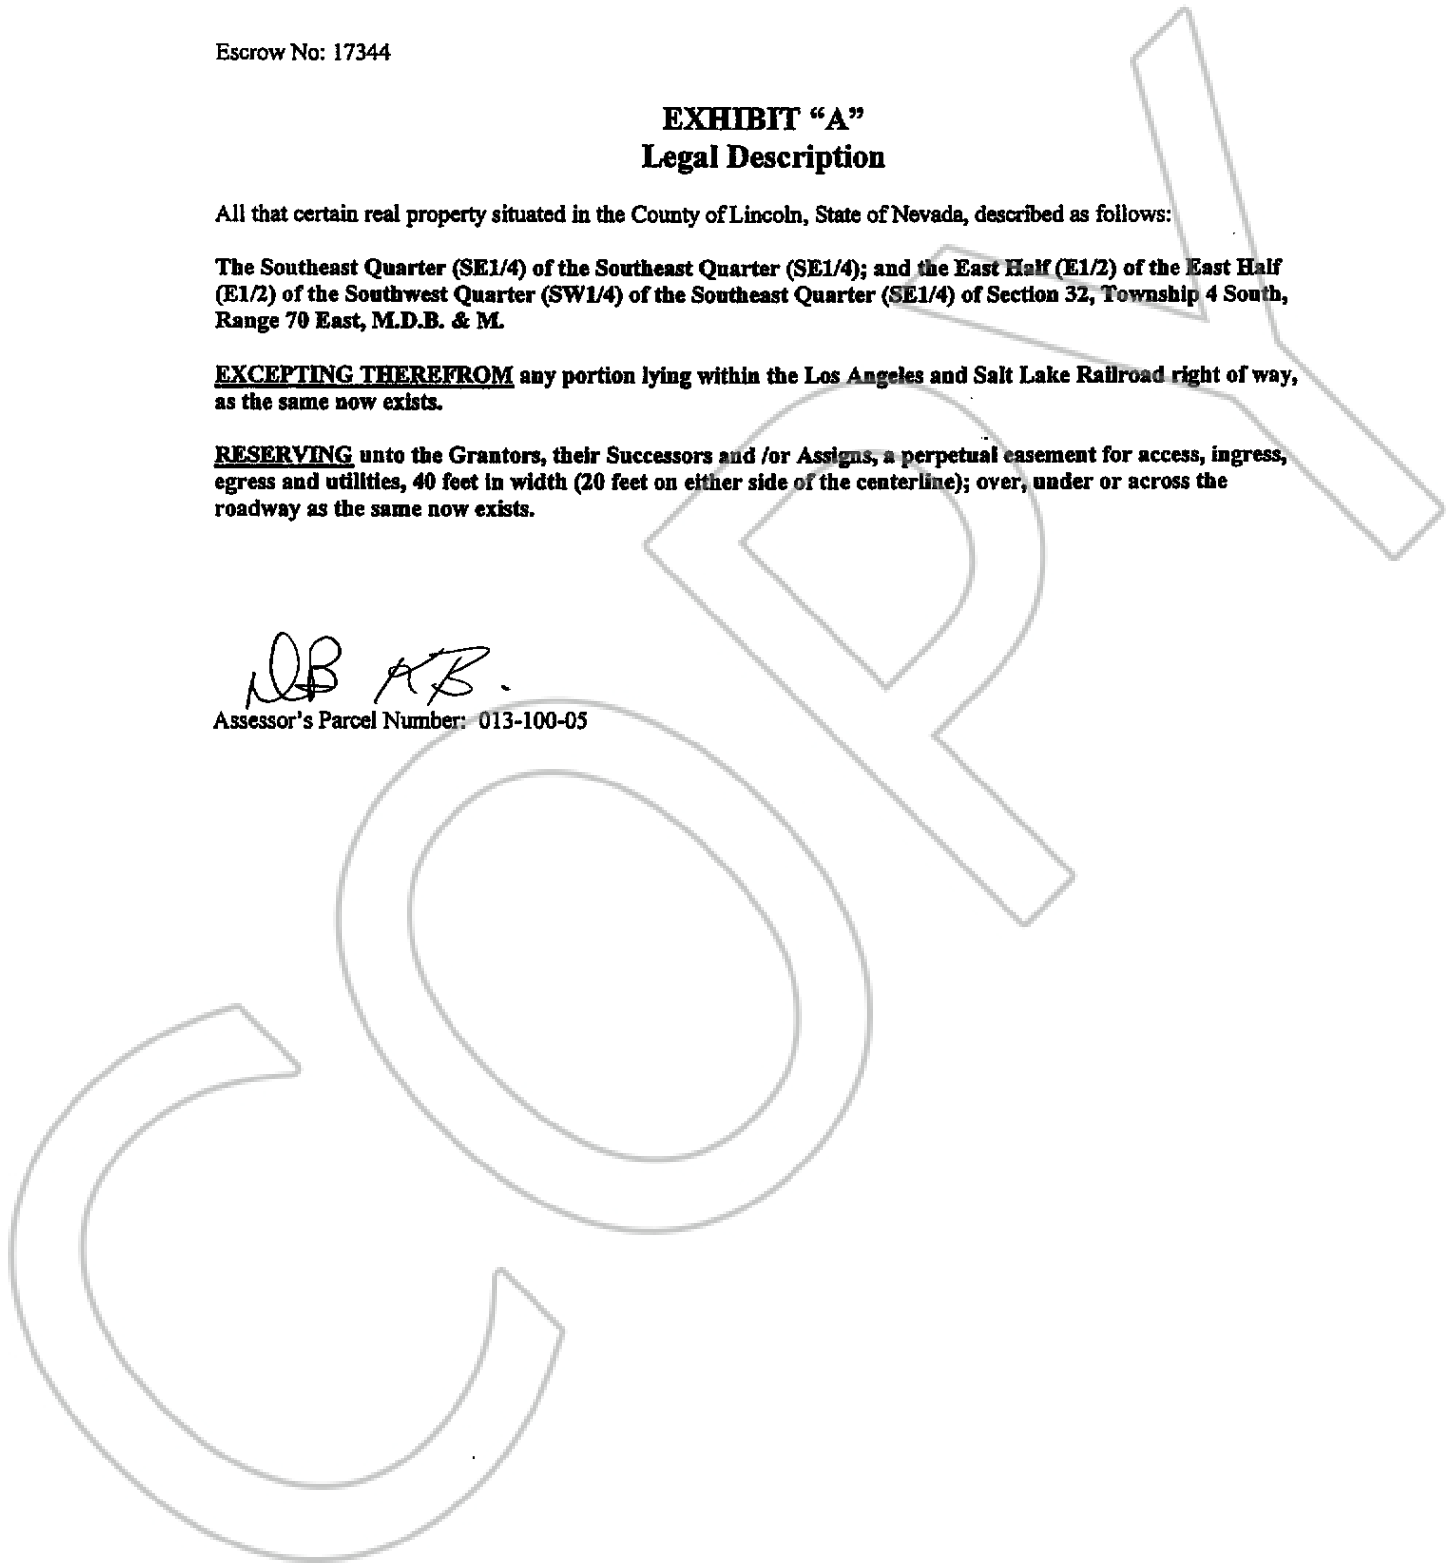 Escrow No: 17344
EXHIBIT “A”
Legal Description
All that certain real property situated in the County of Lincoln, State of Nevada, described as follows:
The Southeast Quarter (SE1/4) of the Southeast Quarter (SE1/4); and the East Half (E1/2) of the East Half
(E1/2) of the Southwest Quarter (SW1/4) of the Southeast Quarter (SE1/4) of Section 32, Township 4 South,
Range 70 East, M.D.B. & M.
EXCEPTING THEREFROM any portion lying within the Los Angeles and Salt Lake Railroad right of way,
as the same now exists.
RESERVING unto the Grantors, their Successors and /or Assigns, a perpetual easement for access, ingress,
egress and utilities, 40 feet in width (20 feet on either side of the centerline); over, under or across the
roadway as the same now exists.
DB KB.
Assessor’s Parcel Number: 013-100-05
COPY